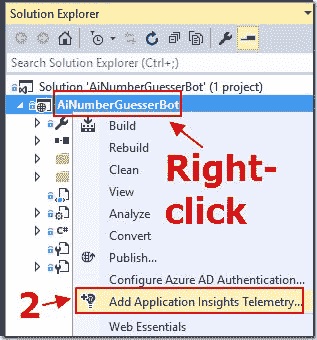 Solution Explorer
Search Solution Explorer (Ctrl+;)
Solution 'AiNumberGuesserBot' (1 project)
AiNumberGuesserBot
Build
Rebuild
Clean
View
Analyze
Convert
Publish...
Configure Azure AD Authentication...
Add Application Insights Telemetry...
Web Essentials
Right-
click
2
C#